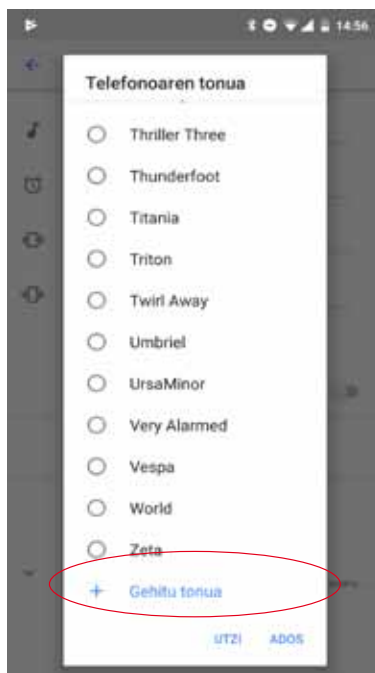 14:56
Telefonoaren tonua
Thriller Three
Thunderfoot
Titania
Triton
Twirl Away
Umbriel
UrsaMinor
Very Alarmed
Vespa
World
Zeta
+ Gehitu tonua
UTZI ADOS